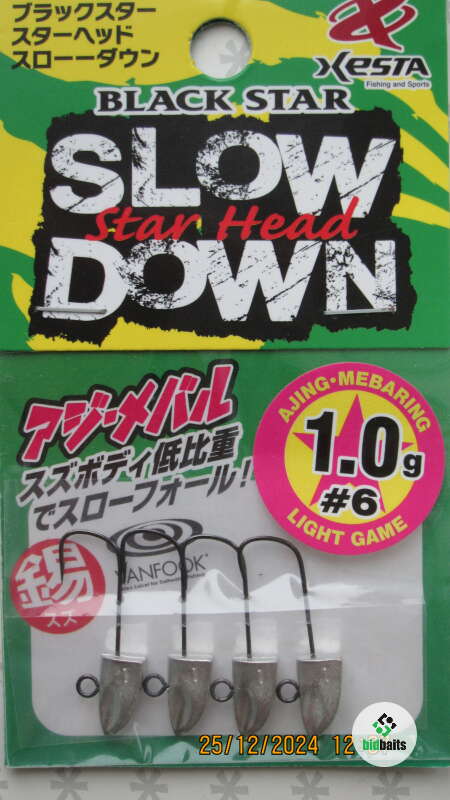 ブラックスター
スターヘッド
スローーダウン
XESTA
Fishing and Sports
BLACK STAR
SLOW
Star Head
DOWN
アジ・メバル
スズボディ低比重
でスローフォール!!
AJING・MEBARING
1.0g
#6
LIGHT GAME
錫
スズ
VANFOOK
25/12/2024 12
bidbaits